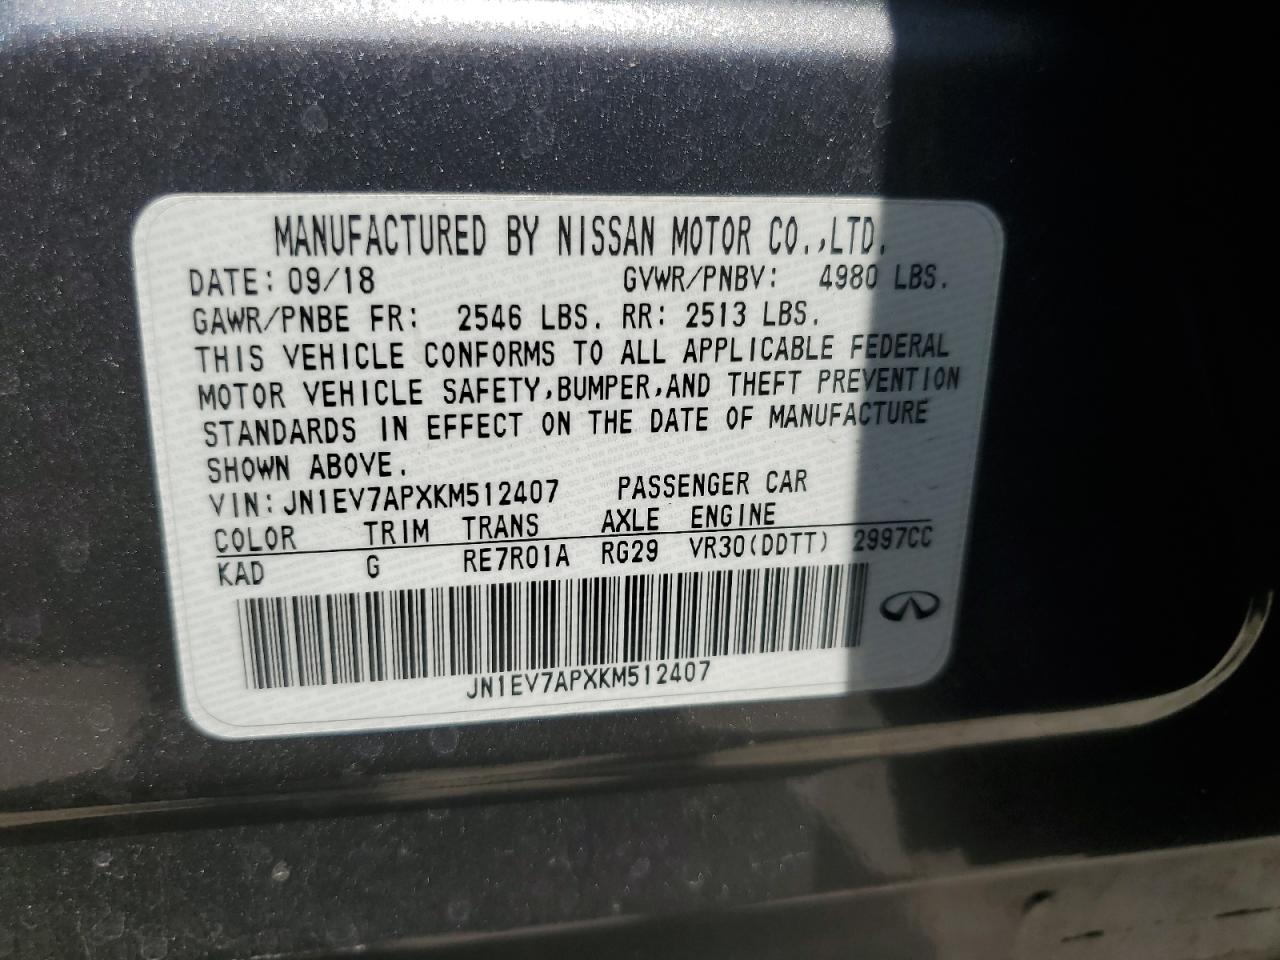 MANUFACTURED BY NISSAN MOTOR CO.,LTD.
DATE: 09/18 GVWR/PNBV: 4980 LBS.
GAWR/PNBE FR: 2546 LBS. RR: 2513 LBS.
THIS VEHICLE CONFORMS TO ALL APPLICABLE FEDERAL
MOTOR VEHICLE SAFETY,BUMPER,AND THEFT PREVENTION
STANDARDS IN EFFECT ON THE DATE OF MANUFACTURE
SHOWN ABOVE.
VIN: JN1EV7APXKM512407 PASSENGER CAR
COLOR TRIM TRANS AXLE ENGINE
KAD G RE7R01A RG29 VR30(DDTT) 2997CC
JN1EV7APXKM512407